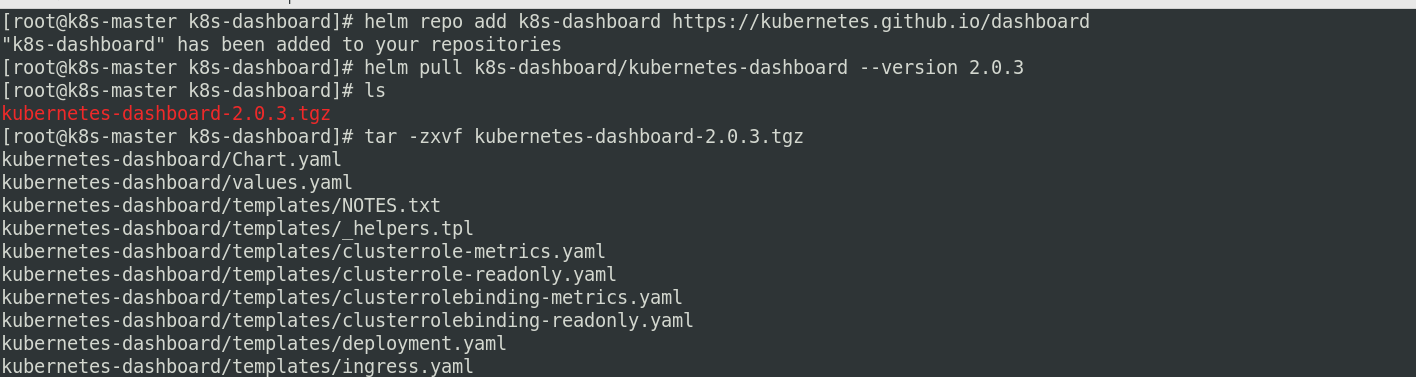 [root@k8s-master k8s-dashboard]# helm repo add k8s-dashboard https://kubernetes.github.io/dashboard
"k8s-dashboard" has been added to your repositories
[root@k8s-master k8s-dashboard]# helm pull k8s-dashboard/kubernetes-dashboard --version 2.0.3
[root@k8s-master k8s-dashboard]# ls
kubernetes-dashboard-2.0.3.tgz
[root@k8s-master k8s-dashboard]# tar -zxvf kubernetes-dashboard-2.0.3.tgz
kubernetes-dashboard/Chart.yaml
kubernetes-dashboard/values.yaml
kubernetes-dashboard/templates/NOTES.txt
kubernetes-dashboard/templates/_helpers.tpl
kubernetes-dashboard/templates/clusterrole-metrics.yaml
kubernetes-dashboard/templates/clusterrole-readonly.yaml
kubernetes-dashboard/templates/clusterrolebinding-metrics.yaml
kubernetes-dashboard/templates/clusterrolebinding-readonly.yaml
kubernetes-dashboard/templates/deployment.yaml
kubernetes-dashboard/templates/ingress.yaml